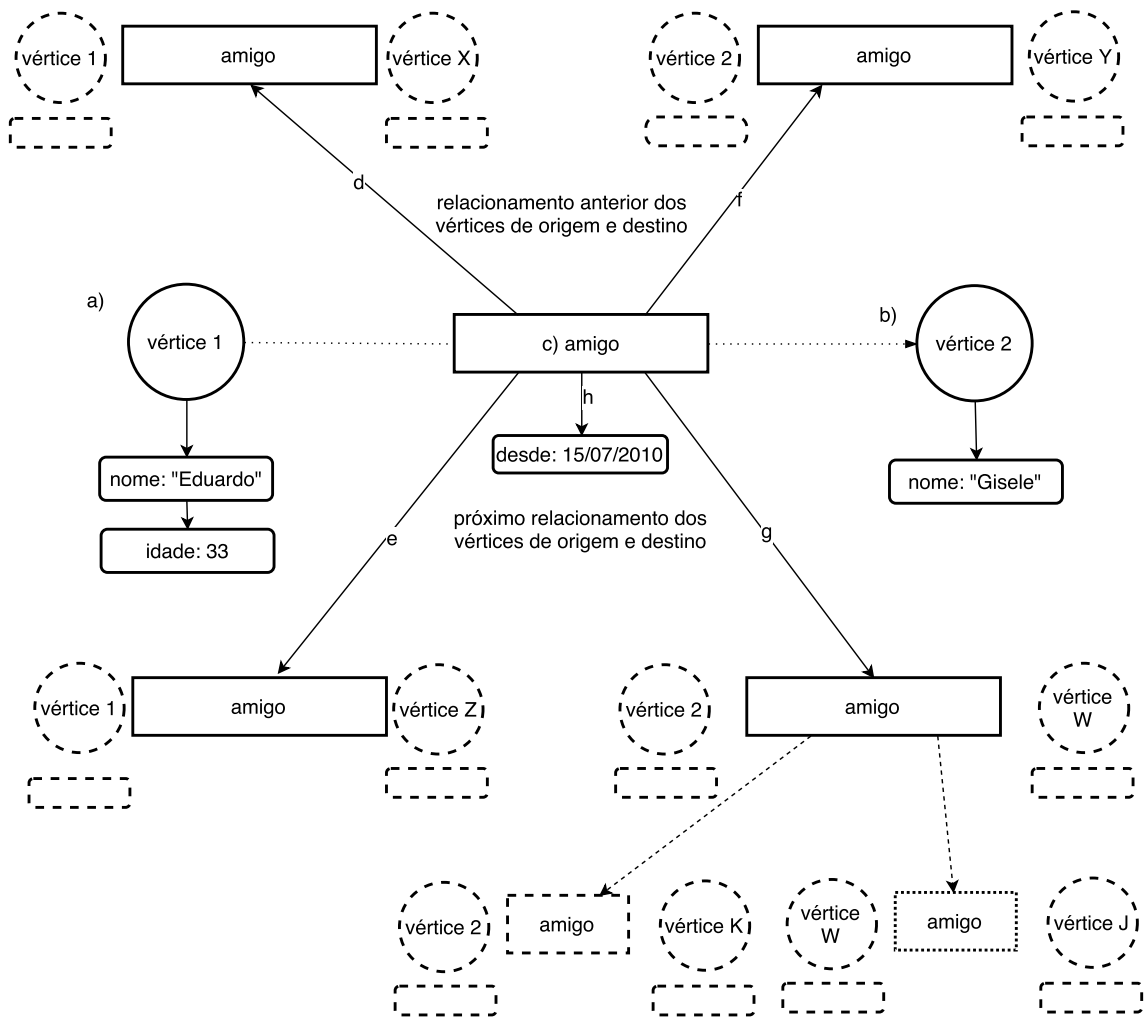 vértice 1
amigo
vértice X
vértice 2
amigo
vértice Y
d
relacionamento anterior dos
vértices de origem e destino
f
a)
vértice 1
c) amigo
b)
vértice 2
h
desde: 15/07/2010
nome: "Eduardo"
idade: 33
nome: "Gisele"
e
próximo relacionamento dos
vértices de origem e destino
g
vértice 1
amigo
vértice Z
vértice 2
amigo
vértice
W
vértice 2
amigo
vértice K
vértice
W
amigo
vértice J